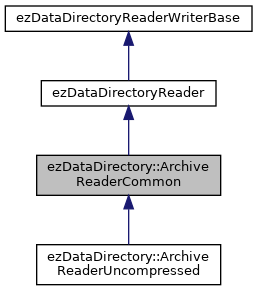 ezDataDirectoryReaderWriterBase
ezDataDirectoryReader
ezDataDirectory::Archive
ReaderCommon
ezDataDirectory::Archive
ReaderUncompressed